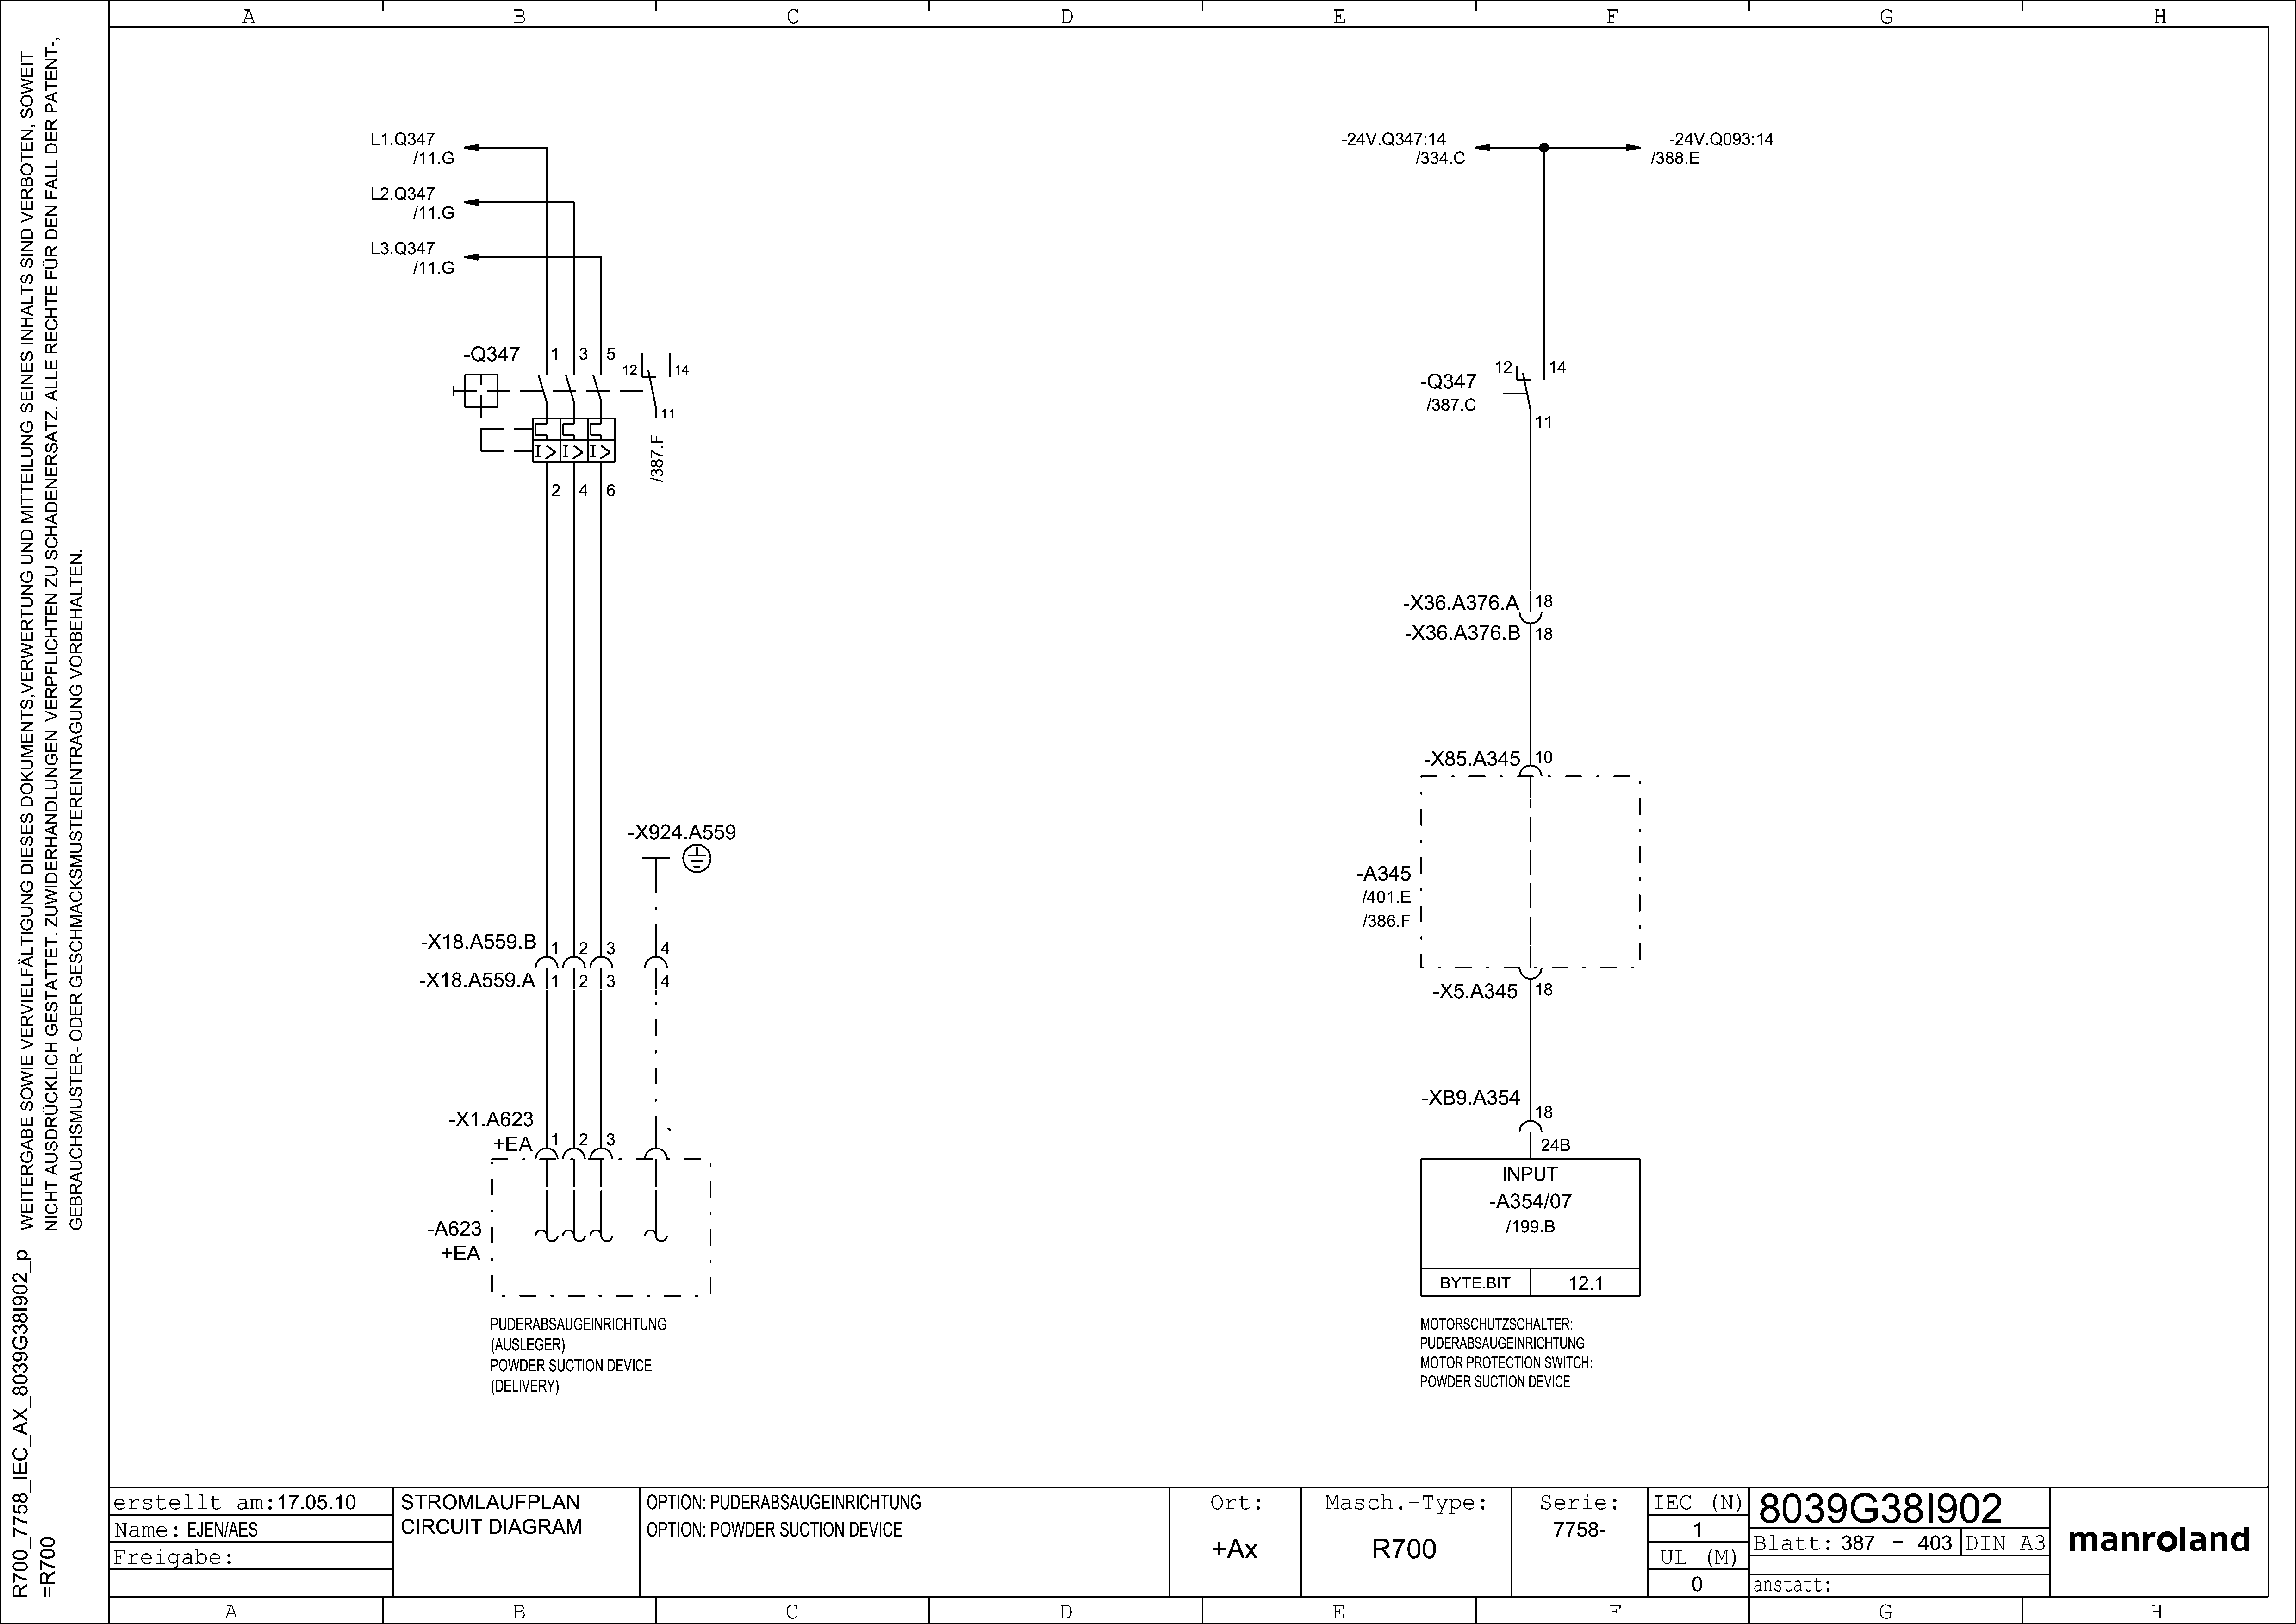 A B C D E F G H
WEITERGABE SOWIE VERVIELFÄLTIGUNG DIESES DOKUMENTS,VERWERTUNG UND MITTEILUNG SEINES INHALTS SIND VERBOTEN, SOWEIT
NICHT AUSDRÜCKLICH GESTATTET. ZUWIDERHANDLUNGEN VERPFLICHTEN ZU SCHADENERSATZ. ALLE RECHTE FÜR DEN FALL DER PATENT-,
GEBRAUCHSMUSTER- ODER GESCHMACKSMUSTEREINTRAGUNG VORBEHALTEN.
R700_7758_IEC_AX_8039G38I902_p
=R700
L1.Q347
/11.G
L2.Q347
/11.G
L3.Q347
/11.G
-Q347 1 3 5
12 14
11
/387.F
I> I> I>
2 4 6
-X924.A559
-X18.A559.B 1 2 3 4
-X18.A559.A 1 2 3 4
-X1.A623
+EA 1 2 3
-A623
+EA
PUDERABSAUGEINRICHTUNG
(AUSLEGER)
POWDER SUCTION DEVICE
(DELIVERY)
-24V.Q347:14
/334.C
-24V.Q093:14
/388.E
12 14
-Q347
/387.C
11
-X36.A376.A 18
-X36.A376.B 18
-X85.A345 10
-A345
/401.E
/386.F
-X5.A345 18
-XB9.A354
18
24B
INPUT
-A354/07
/199.B
BYTE.BIT 12.1
MOTORSCHUTZSCHALTER:
PUDERABSAUGEINRICHTUNG
MOTOR PROTECTION SWITCH:
POWDER SUCTION DEVICE
erstellt am:17.05.10
Name: EJEN/AES
Freigabe:
STROMLAUFPLAN
CIRCUIT DIAGRAM
OPTION: PUDERABSAUGEINRICHTUNG
OPTION: POWDER SUCTION DEVICE
Ort:
+Ax
Masch.-Type:
R700
Serie:
7758-
IEC (N)
1
UL (M)
0
8039G38I902
Blatt: 387 - 403 DIN A3
anstatt:
manroland
A B C D E F G H